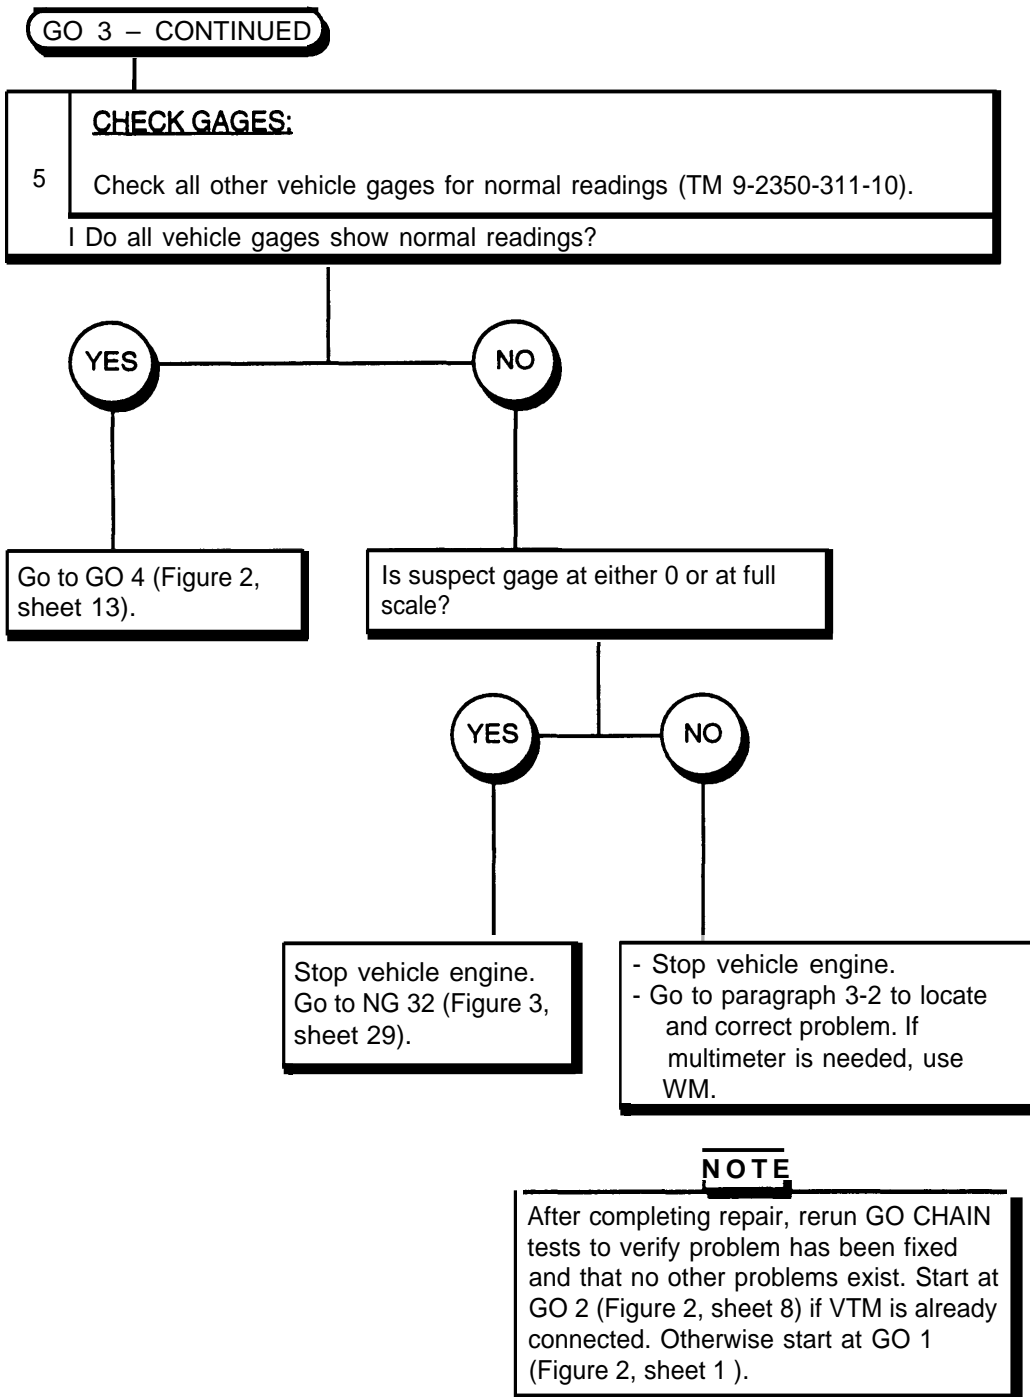 GO 3 – CONTINUED
CHECK GAGES:
5
Check all other vehicle gages for normal readings (TM 9-2350-311-10).
I Do all vehicle gages show normal readings?
YES
NO
Go to GO 4 (Figure 2,
sheet 13).
Is suspect gage at either 0 or at full
scale?
YES
NO
Stop vehicle engine.
Go to NG 32 (Figure 3,
sheet 29).
- Stop vehicle engine.
- Go to paragraph 3-2 to locate
and correct problem. If
multimeter is needed, use
WM.
NOTE
After completing repair, rerun GO CHAIN
tests to verify problem has been fixed
and that no other problems exist. Start at
GO 2 (Figure 2, sheet 8) if VTM is already
connected. Otherwise start at GO 1
(Figure 2, sheet 1 ).